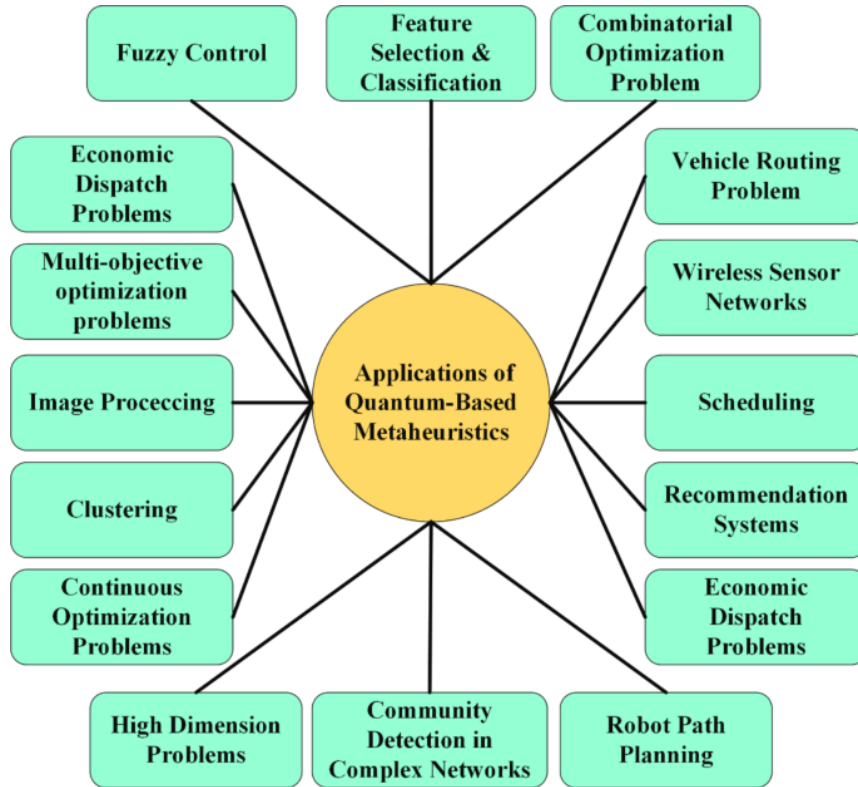 Fuzzy Control
Feature
Selection &
Classification
Combinatorial
Optimization
Problem
Economic
Dispatch
Problems
Vehicle Routing
Problem
Multi-objective
optimization
problems
Wireless Sensor
Networks
Image Proceccing
Applications of
Quantum-Based
Metaheuristics
Scheduling
Clustering
Recommendation
Systems
Continuous
Optimization
Problems
Economic
Dispatch
Problems
High Dimension
Problems
Community
Detection in
Complex Networks
Robot Path
Planning